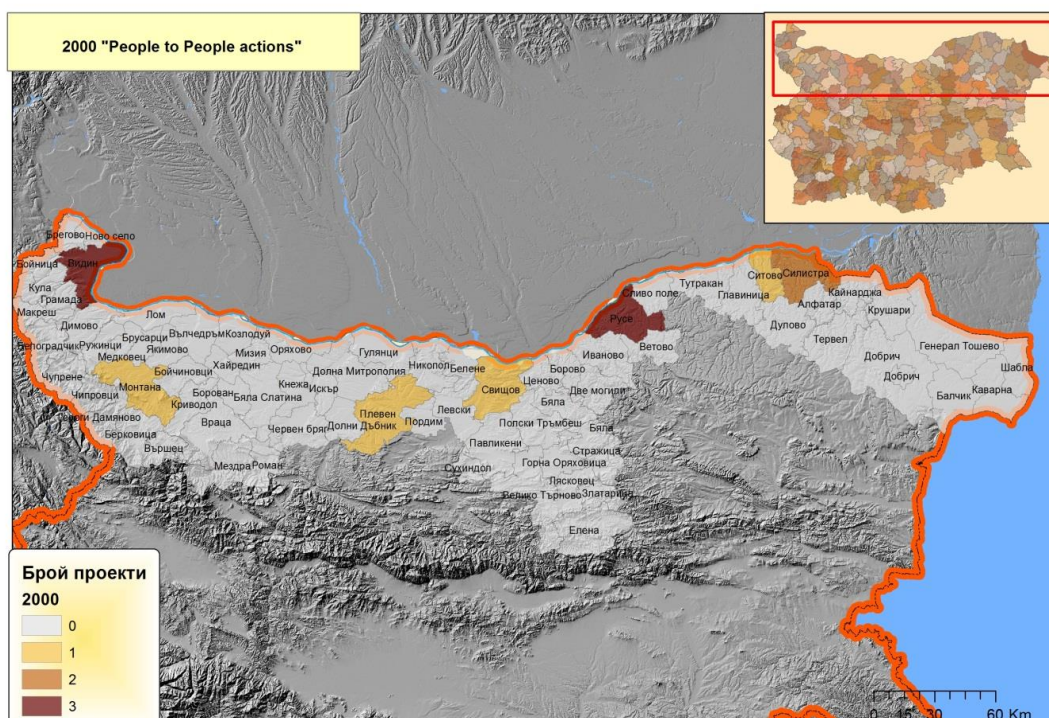 2000 "People to People actions"
Брегово
Ново село
Бойница
Видин
Кула
Грамада
Макреш
Димово
Лом
Ружинци
Брусарци
Вълчедръм
Козлодуй
Медковец
Якимово
Мизия
Оряхово
Чупрене
Бойчиновци
Хайредин
Монтана
Чипровци
Криводол
Борован
Бяла Слатина
Кнежа
Искър
Долна Митрополия
Гулянци
Никопол
Белене
Свищов
Плевен
Долни Дъбник
Левски
Пордим
Червен бряг
Враца
Берковица
Вършец
Мездра
Роман
Ценово
Борово
Иваново
Две могили
Бяла
Полски Тръмбеш
Бяла
Павликени
Стражица
Сухиндол
Горна Оряховица
Лясковец
Велико Търново
Златарица
Елена
Русе
Сливо поле
Ветово
Тутракан
Главиница
Ситово
Силистра
Алфатар
Кайнарджа
Дулово
Крушари
Тервел
Добрич
Добрич
Генерал Тошево
Шабла
Каварна
Балчик
Брой проекти
2000
0
1
2
3
0 15 30 60 Km